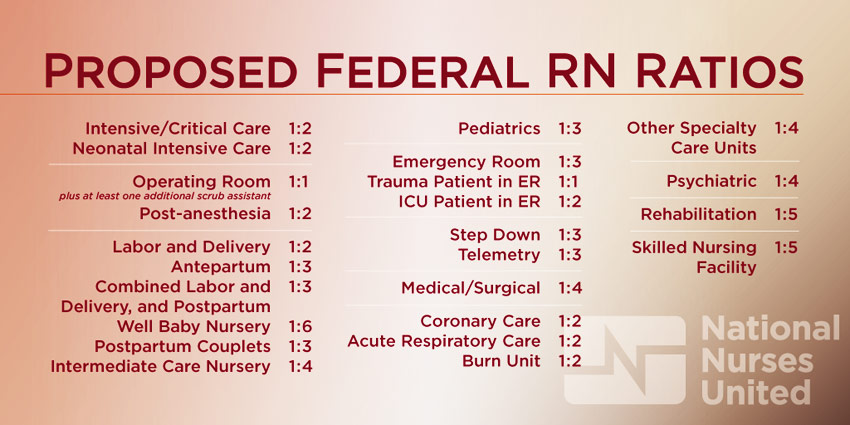 PROPOSED FEDERAL RN RATIOS
Intensive/Critical Care 1:2
Neonatal Intensive Care 1:2
Operating Room 1:1
plus at least one additional scrub assistant
Post-anesthesia 1:2
Labor and Delivery 1:2
Antepartum 1:3
Combined Labor and 1:3
Delivery, and Postpartum
Well Baby Nursery 1:6
Postpartum Couplets 1:3
Intermediate Care Nursery 1:4
Pediatrics 1:3
Emergency Room 1:3
Trauma Patient in ER 1:1
ICU Patient in ER 1:2
Step Down 1:3
Telemetry 1:3
Medical/Surgical 1:4
Coronary Care 1:2
Acute Respiratory Care 1:2
Burn Unit 1:2
Other Specialty 1:4
Care Units
Psychiatric 1:4
Rehabilitation 1:5
Skilled Nursing 1:5
Facility
National
Nurses
United